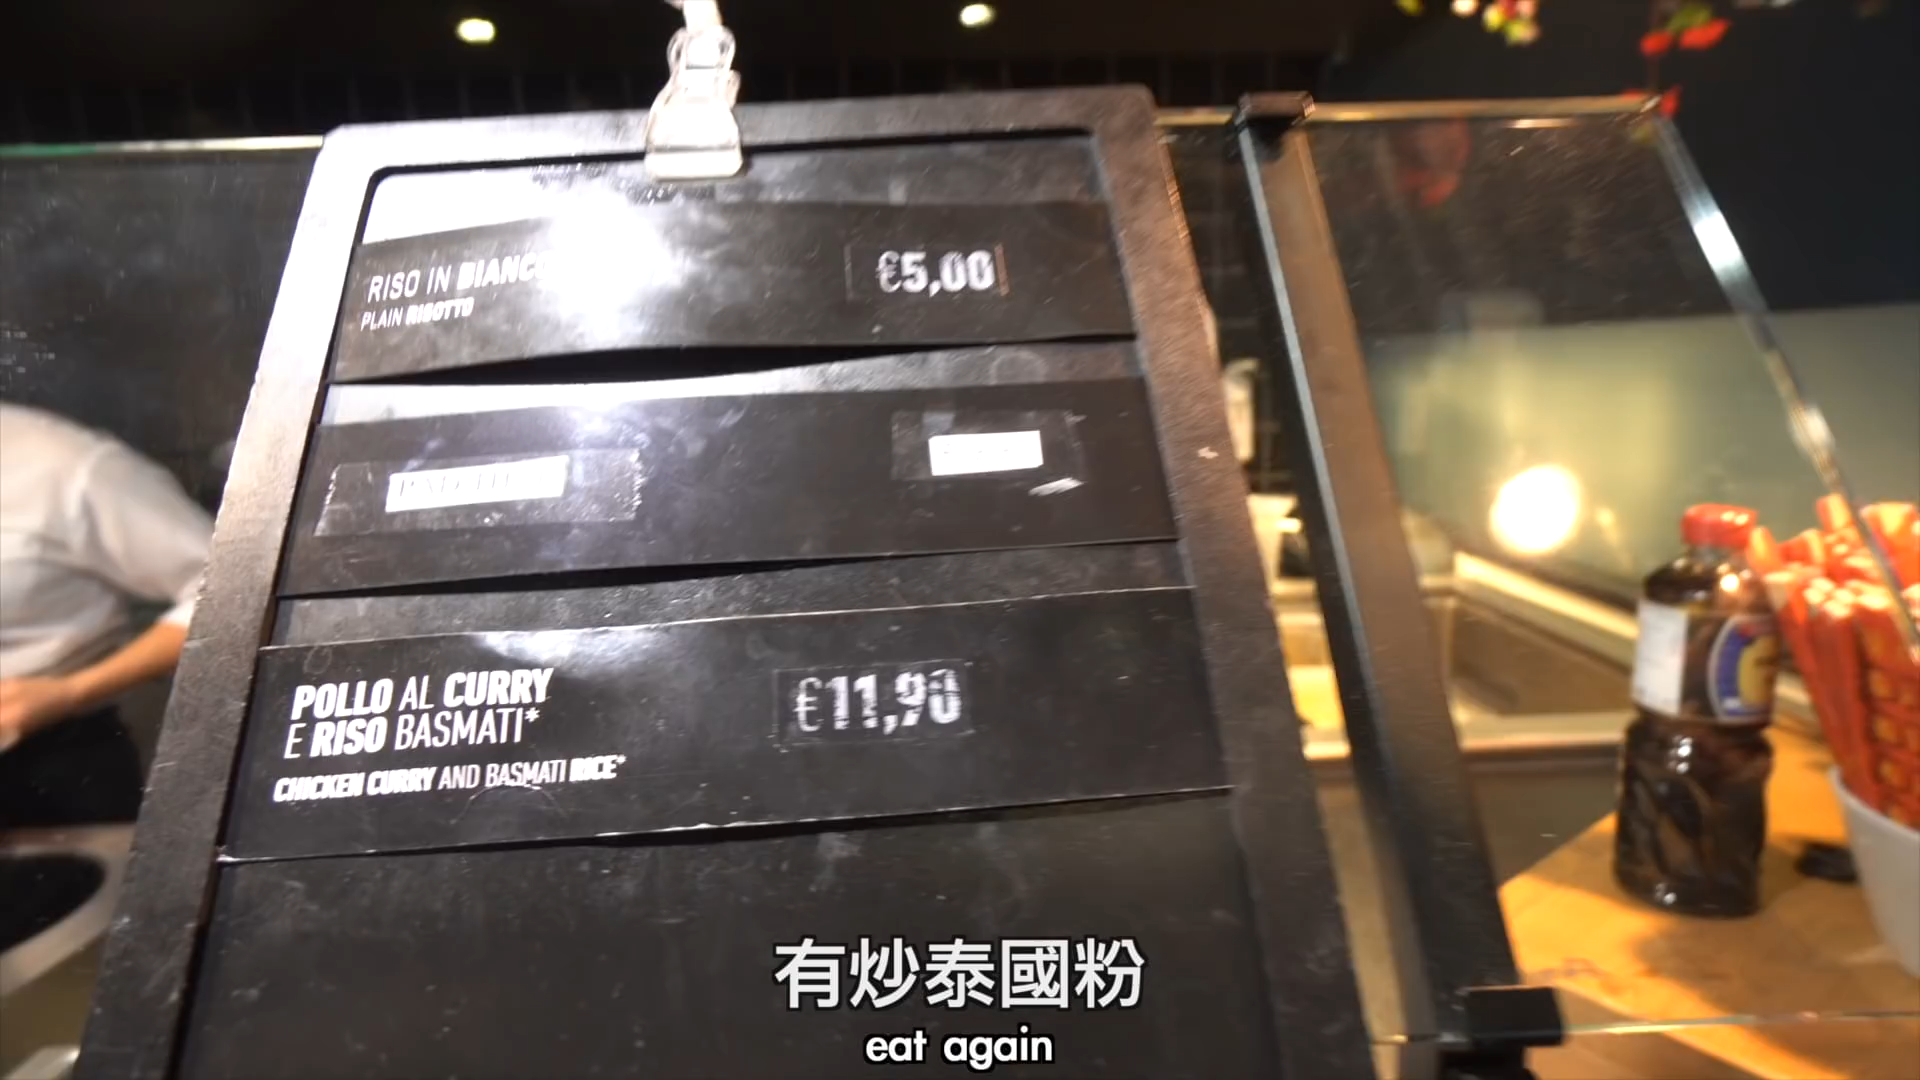 RISO IN BIANCO
PLAIN RISOTTO
€5,00
POLLO AL CURRY
E RISO BASMATI*
CHICKEN CURRY AND BASMATI RICE*
€11,90
有炒泰國粉
eat again